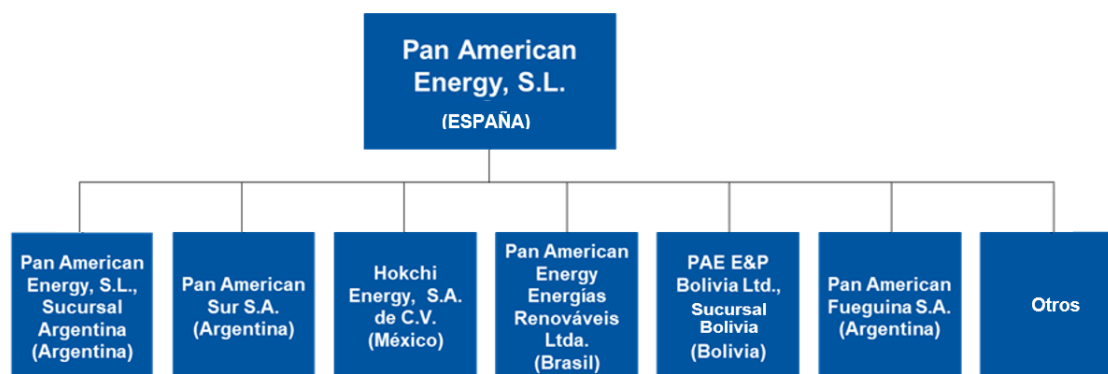 Pan American
Energy, S.L.
(ESPAÑA)
Pan American
Energy, S.L.,
Sucursal
Argentina
(Argentina)
Pan American
Sur S.A.
(Argentina)
Hokchi
Energy, S.A.
de C.V.
(México)
Pan American
Energy
Energías
Renováveis
Ltda.
(Brasil)
PAE E&P
Bolivia Ltd.,
Sucursal
Bolivia
(Bolivia)
Pan American
Fueguina S.A.
(Argentina)
Otros